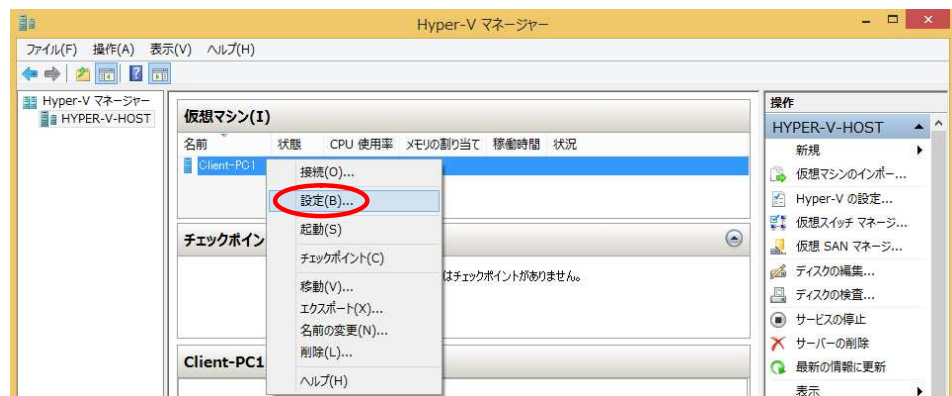 Hyper-V マネージャー
ファイル(F) 操作(A) 表示(V) ヘルプ(H)
Hyper-V マネージャー
HYPER-V-HOST
仮想マシン(I)
名前 状態 CPU 使用率 メモリの割り当て 稼働時間 状況
Client-PC1
接続(O)...
設定(B)...
起動(S)
チェックポイント(C)
移動(V)...
エクスポート(X)...
名前の変更(N)...
削除(L)...
ヘルプ(H)
チェックポイン
はチェックポイントがありません。
Client-PC1
操作
HYPER-V-HOST
新規
仮想マシンのインポー...
Hyper-V の設定...
仮想スイッチ マネージ...
仮想 SAN マネージ...
ディスクの編集...
ディスクの検査...
サービスの停止
サーバーの削除
最新の情報に更新
表示